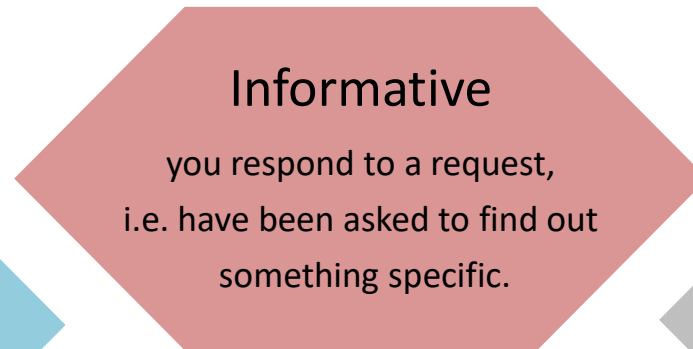 Informative
you respond to a request,
i.e. have been asked to find out
something specific.